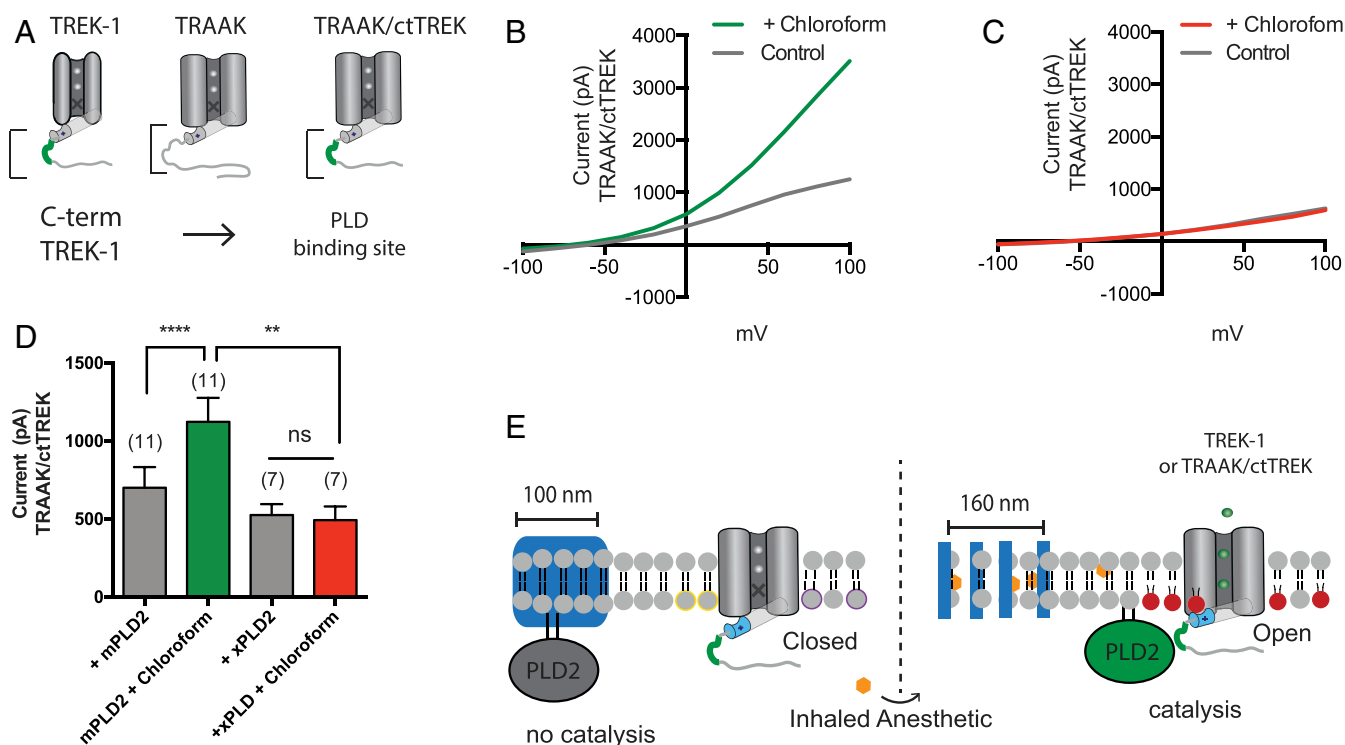 A
TREK-1
TRAAK
TRAAK/ctTREK
C-term
TREK-1
PLD
binding site
B
+ Chloroform
Control
Current (pA)
TRAAK/ctTREK
4000
3000
2000
1000
-1000
-100
-50
50
100
mV
C
+ Chlorofom
Control
Current (pA)
TRAAK/ctTREK
4000
3000
2000
1000
-1000
-100
-50
50
100
mV
D
Current (pA)
TRAAK/ctTREK
1500
1000
500
0
****
**
ns
(11)
(11)
(7)
(7)
+ mPLD2
mPLD2 + Chloroform
+ xPLD2
+xPLD + Chloroform
E
100 nm
PLD2
no catalysis
Closed
Inhaled Anesthetic
160 nm
TREK-1
or TRAAK/ctTREK
PLD2
Open
catalysis